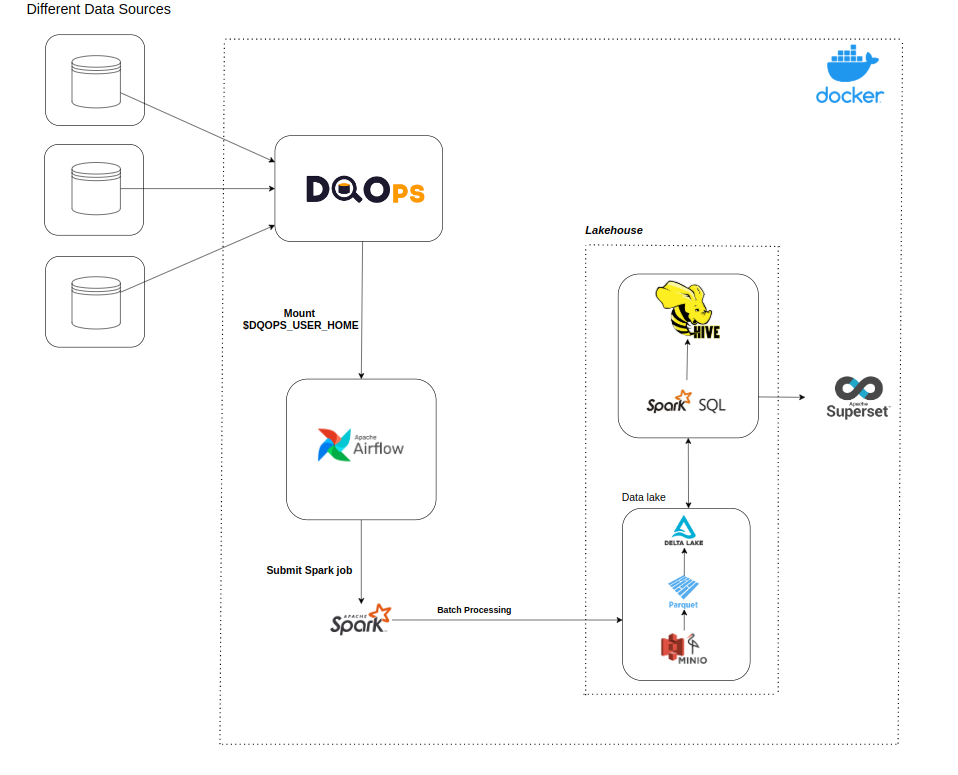 Different Data Sources
docker
DQOps
Lakehouse
HIVE
Mount
$DQOPS_USER_HOME
Spark SQL
Apache
Superset
Apache
Airflow
Data lake
DELTA LAKE
Submit Spark job
Parquet
APACHE
Spark
Batch Processing
MINIO